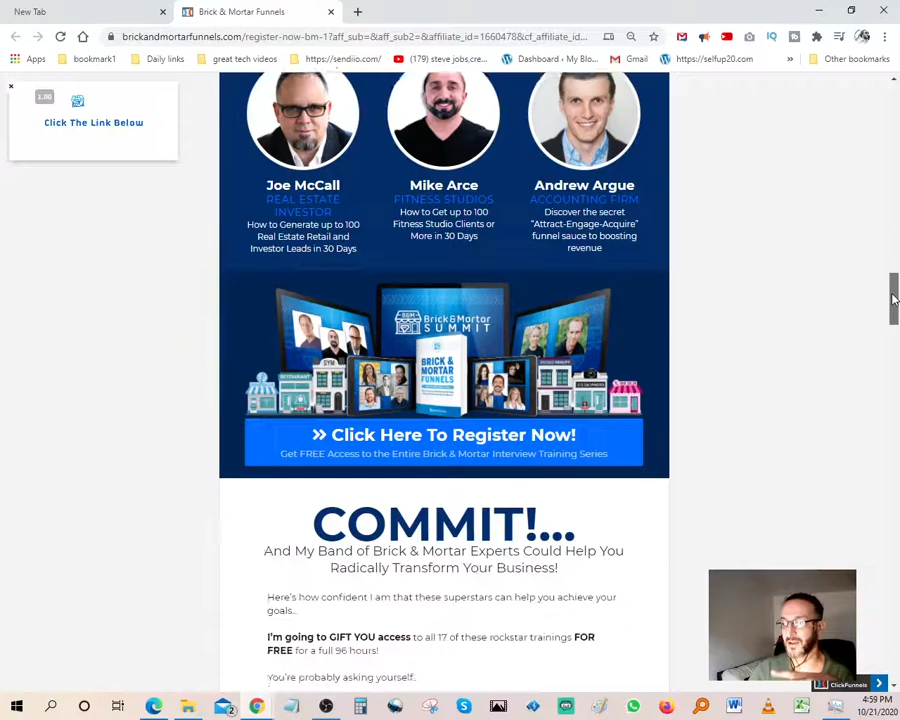 New Tab
Brick & Mortar Funnels
brickandmortarfunnels.com/register-now-bm-1?aff_sub=&aff_sub2=&affiliate_id=1660478&cf_affiliate_id...
Apps
bookmark1
Daily links
great tech videos
https://sendiio.com/
(179) steve jobs,cre...
Dashboard ‹ My Blo...
Gmail
https://selfup20.com
»
Other bookmarks
1.00
Click The Link Below
Joe McCall
Mike Arce
Andrew Argue
REAL ESTATE
INVESTOR
FITNESS STUDIOS
ACCOUNTING FIRM
How to Generate up to 100
Real Estate Retail and
Investor Leads in 30 Days
How to Get up to 100
Fitness Studio Clients or
More in 30 Days
Discover the secret
"Attract-Engage-Acquire"
funnel sauce to boosting
revenue
Brick&Mortar
SUMMIT
BRICK &
MORTAR
FUNNELS
RESTAURANT
GYM
» Click Here To Register Now!
Get FREE Access to the Entire Brick & Mortar Interview Training Series
COMMIT!...
And My Band of Brick & Mortar Experts Could Help You
Radically Transform Your Business!
Here's how confident I am that these superstars can help you achieve your
goals...
I'm going to GIFT YOU access to all 17 of these rockstar trainings FOR
FREE for a full 96 hours!
You're probably asking yourself..
ClickFunnels
4:59 PM
10/21/2020